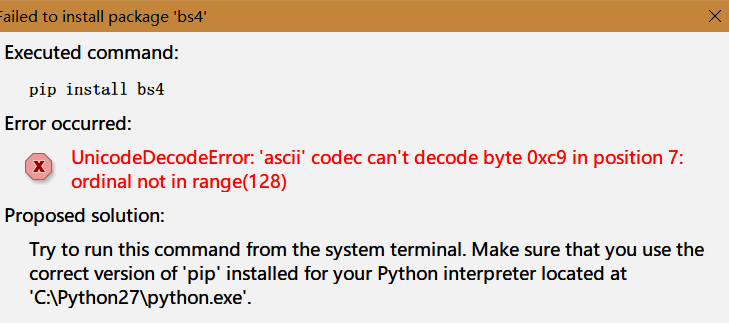 Failed to install package 'bs4'
Executed command:
pip install bs4
Error occurred:
UnicodeDecodeError: 'ascii' codec can't decode byte 0xc9 in position 7:
ordinal not in range(128)
Proposed solution:
Try to run this command from the system terminal. Make sure that you use the
correct version of 'pip' installed for your Python interpreter located at
'C:\Python27\python.exe'.